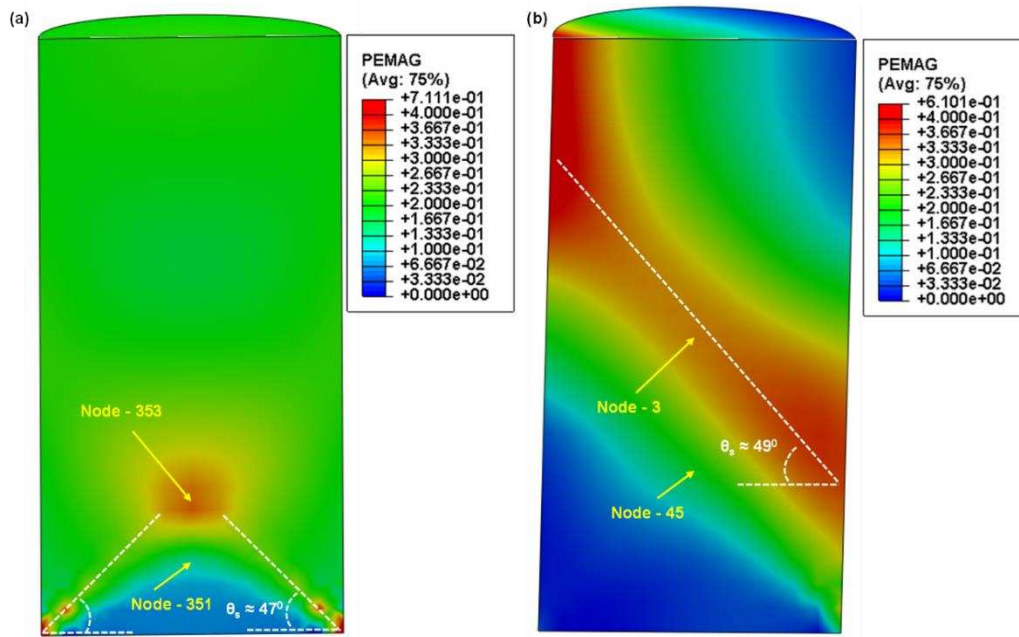 (a)
PEMAG
(Avg: 75%)
+7.111e-01
+4.000e-01
+3.667e-01
+3.333e-01
+3.000e-01
+2.667e-01
+2.333e-01
+2.000e-01
+1.667e-01
+1.333e-01
+1.000e-01
+6.667e-02
+3.333e-02
+0.000e+00
Node - 353
Node - 351
θs ≈ 47⁰
(b)
PEMAG
(Avg: 75%)
+6.101e-01
+4.000e-01
+3.667e-01
+3.333e-01
+3.000e-01
+2.667e-01
+2.333e-01
+2.000e-01
+1.667e-01
+1.333e-01
+1.000e-01
+6.667e-02
+3.333e-02
+0.000e+00
Node - 3
θs ≈ 49⁰
Node - 45